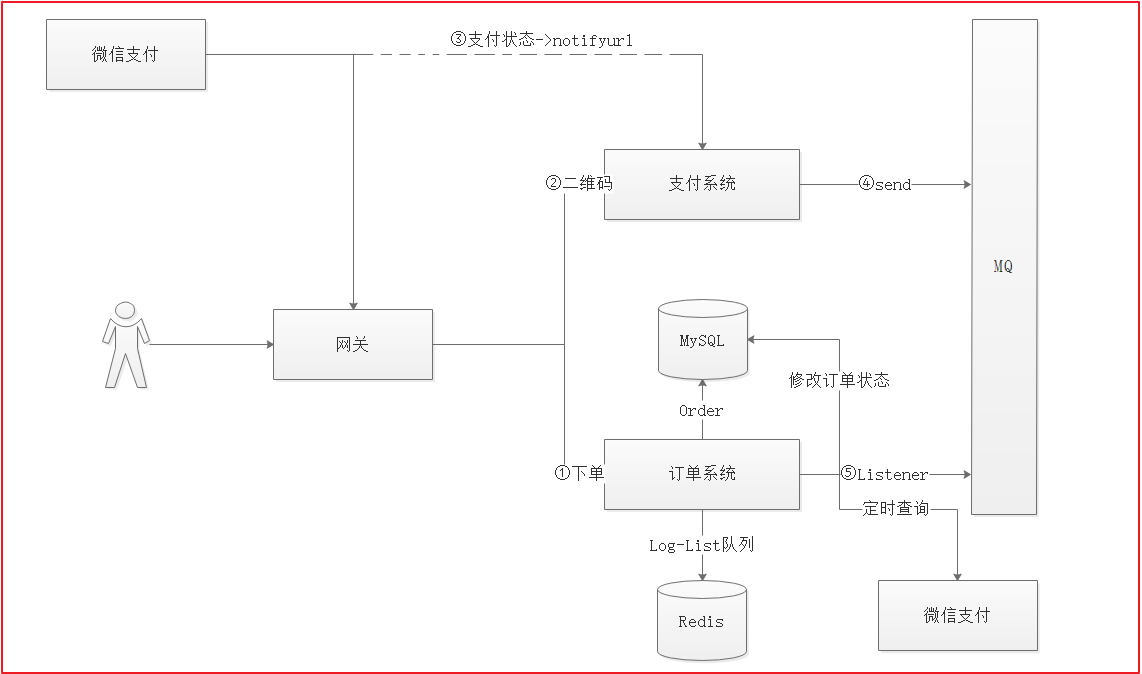 ③支付状态->notifyurl
微信支付
②二维码
支付系统
④send
MQ
网关
MySQL
修改订单状态
Order
①下单
订单系统
⑤Listener
定时查询
Log-List队列
Redis
微信支付